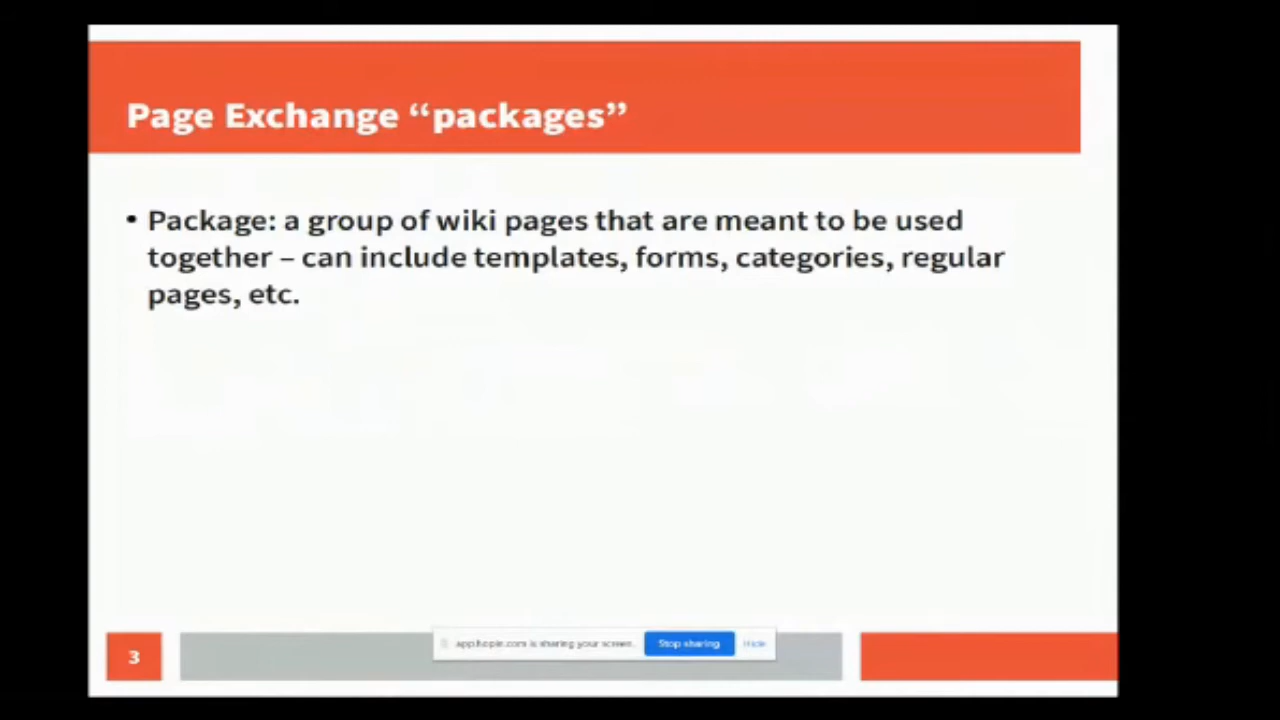 Page Exchange “packages”
• Package: a group of wiki pages that are meant to be used
together – can include templates, forms, categories, regular
pages, etc.
3
app.hopin.com is sharing your screen.
Stop sharing
Hide